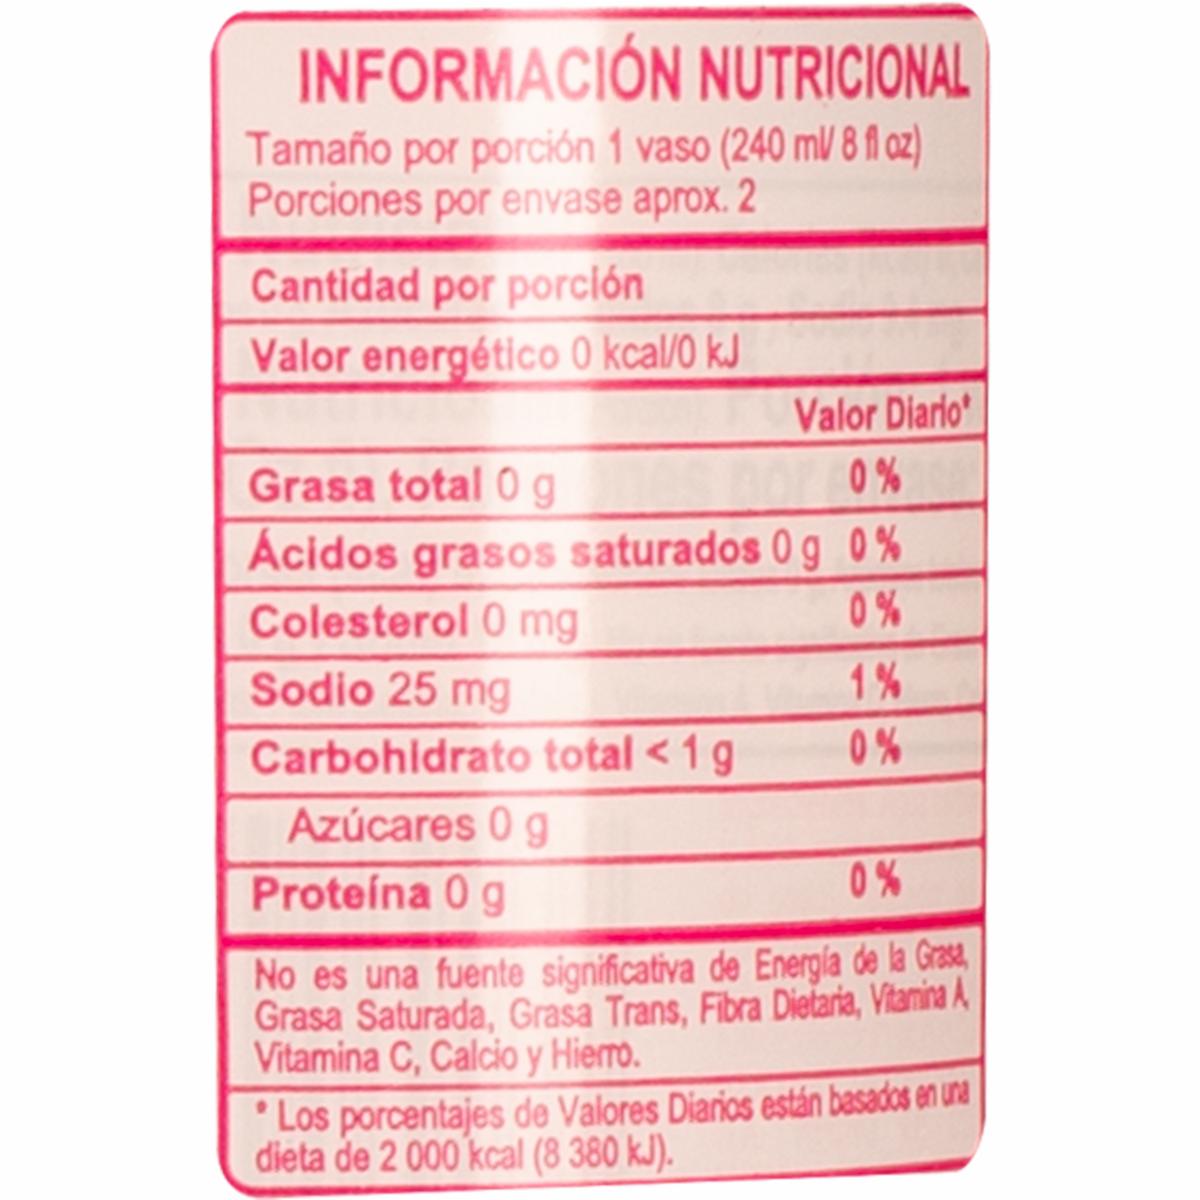 INFORMACIÓN NUTRICIONAL
Tamaño por porción 1 vaso (240 ml/ 8 fl oz)
Porciones por envase aprox. 2
Cantidad por porción
Valor energético 0 kcal/0 kJ
Valor Diario*
Grasa total 0 g 0 %
Ácidos grasos saturados 0 g 0 %
Colesterol 0 mg 0 %
Sodio 25 mg 1 %
Carbohidrato total < 1 g 0 %
Azúcares 0 g
Proteína 0 g 0 %
No es una fuente significativa de Energía de la Grasa,
Grasa Saturada, Grasa Trans, Fibra Dietaria, Vitamina A,
Vitamina C, Calcio y Hierro.
* Los porcentajes de Valores Diarios están basados en una
dieta de 2 000 kcal (8 380 kJ).